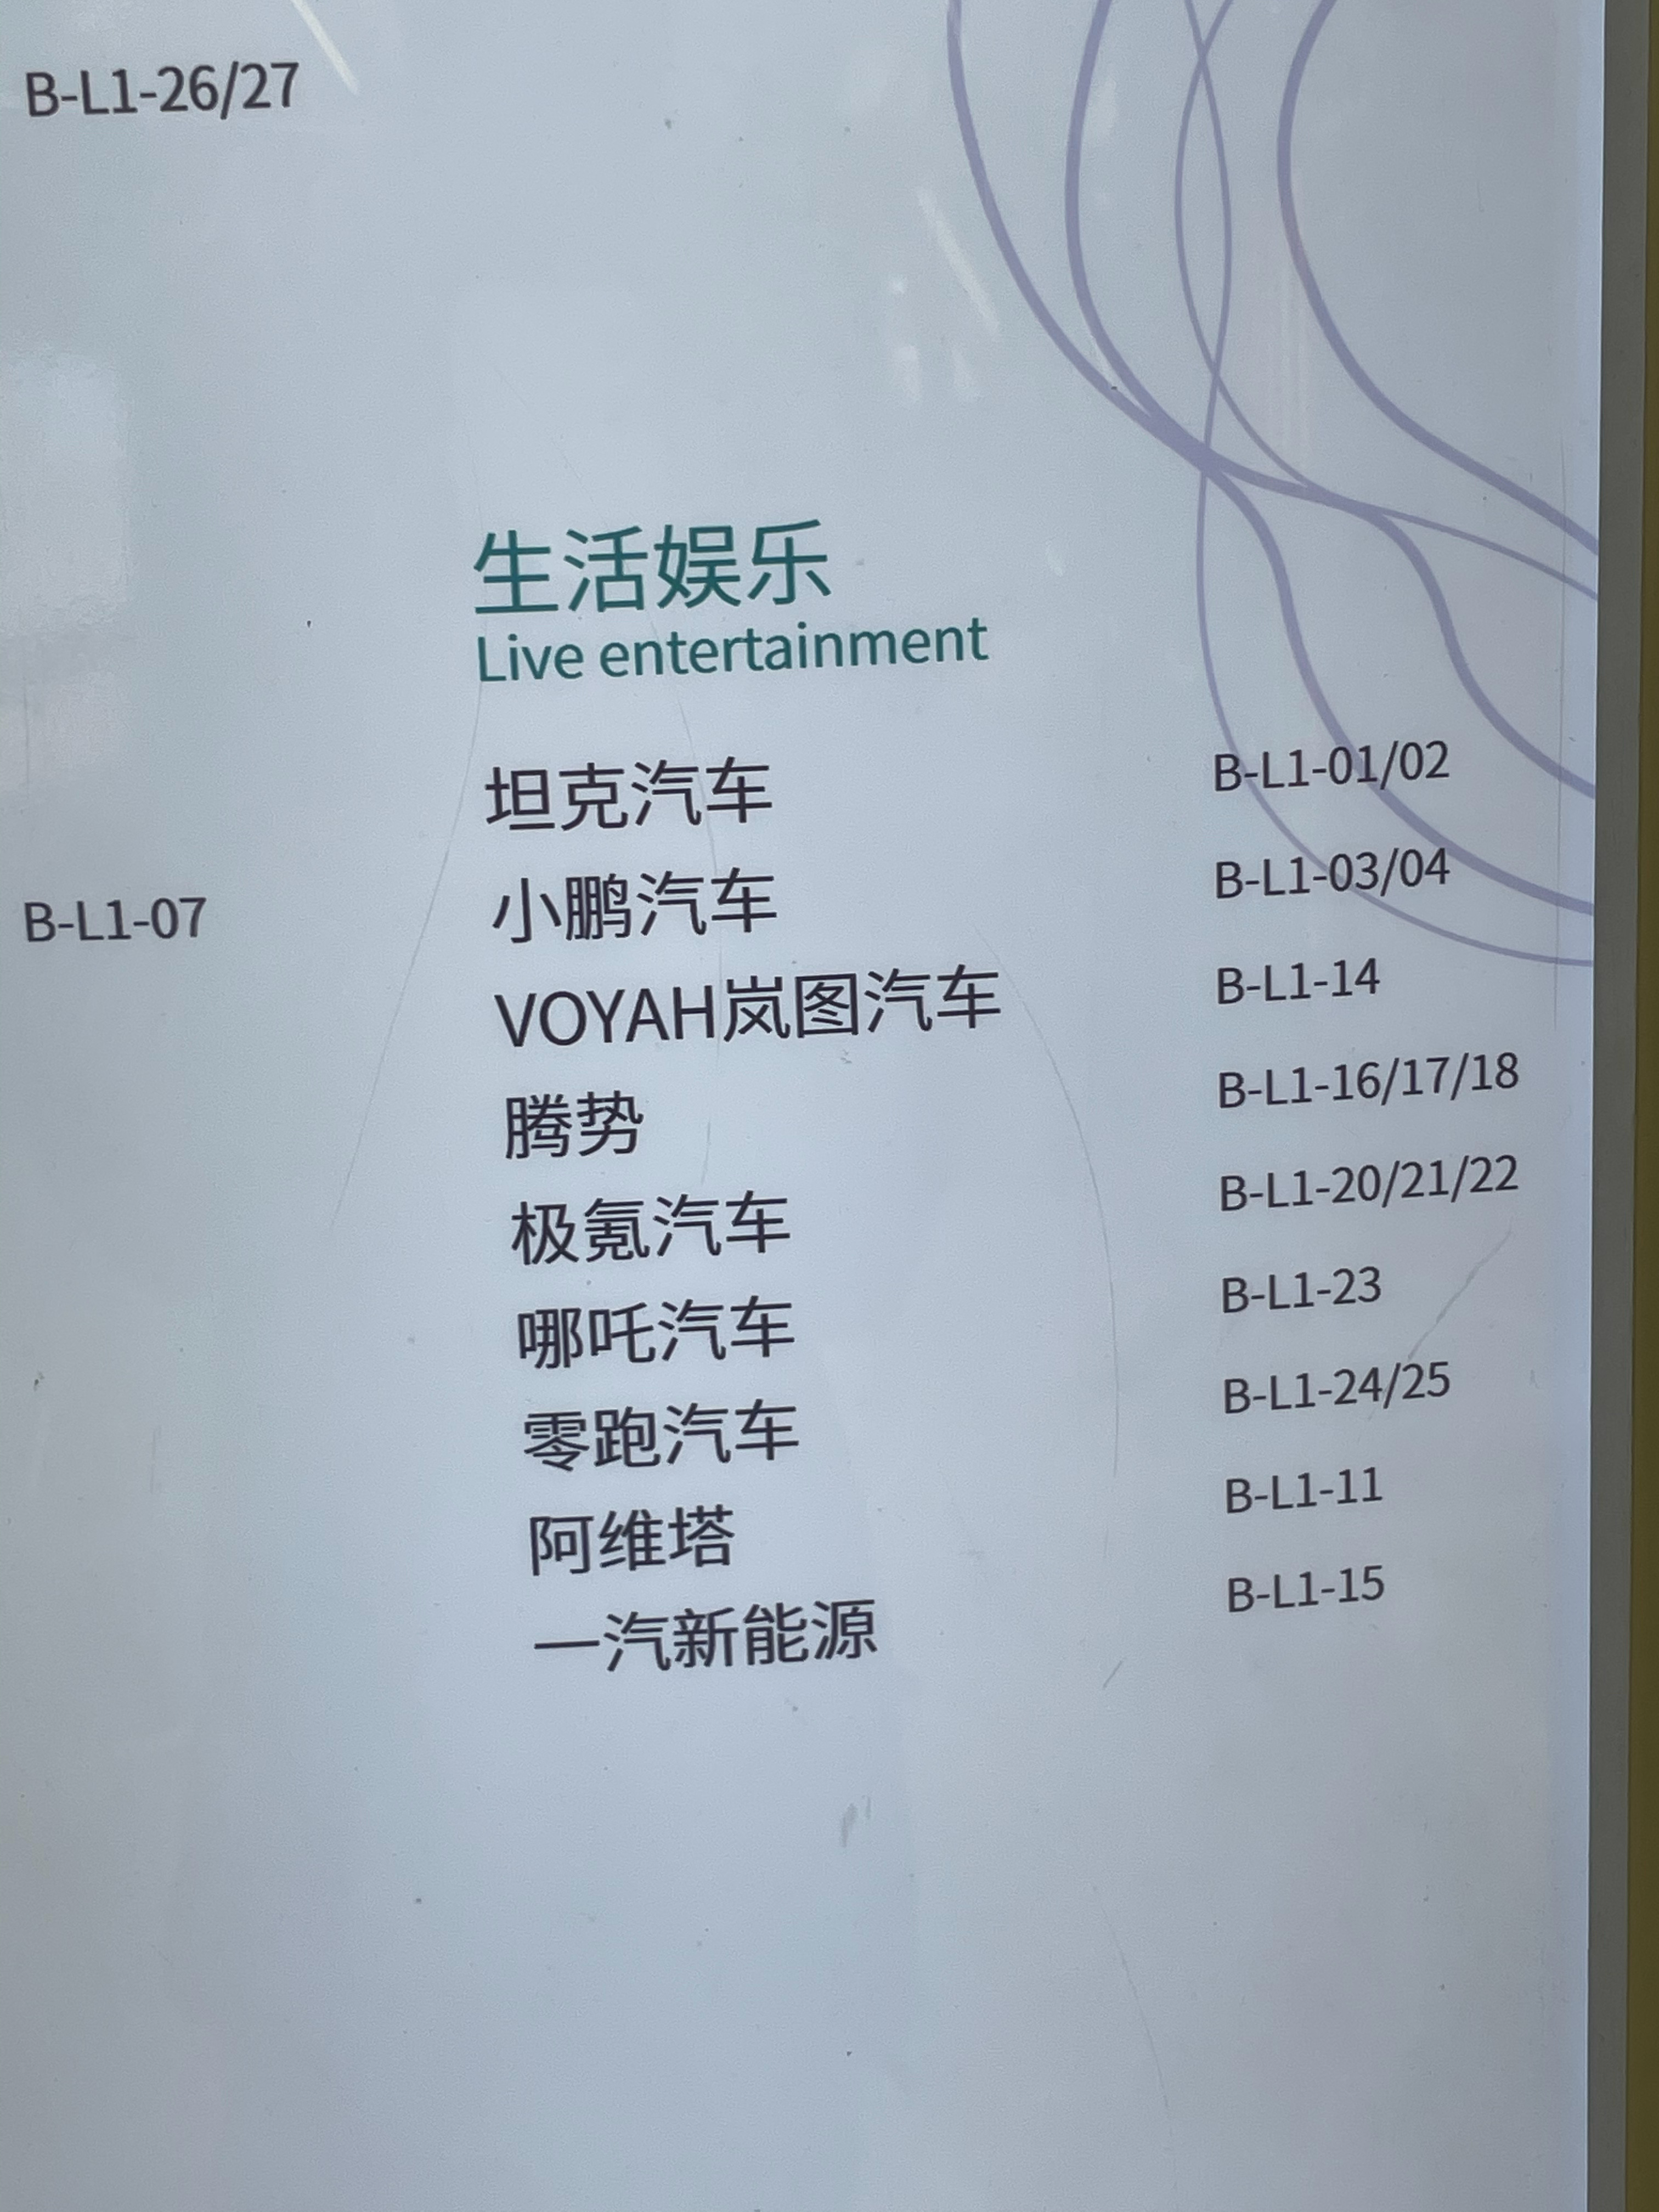 B-L1-26/27
生活娱乐
Live entertainment
坦克汽车 B-L1-01/02
小鹏汽车 B-L1-03/04
B-L1-07
VOYAH岚图汽车 B-L1-14
腾势 B-L1-16/17/18
极氪汽车 B-L1-20/21/22
哪吒汽车 B-L1-23
零跑汽车 B-L1-24/25
阿维塔 B-L1-11
一汽新能源 B-L1-15